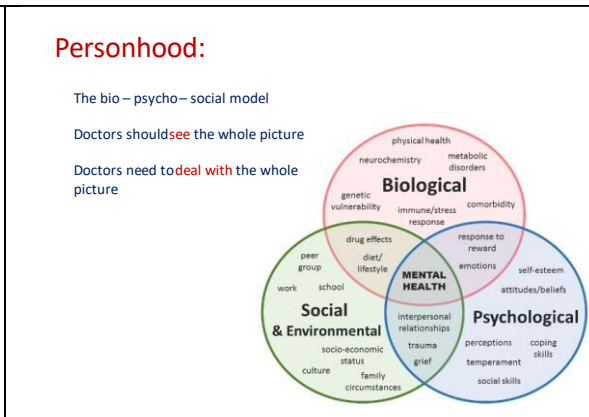 Personhood:
The bio – psycho– social model
Doctors shouldsee the whole picture
Doctors need todeal with the whole
picture
physical health
neurochemistry
metabolic
disorders
Biological
genetic
vulnerability
immune/stress
response
comorbidity
drug effects
diet/
lifestyle
response to
reward
emotions
MENTAL
HEALTH
peer
group
work
school
Social
& Environmental
socio-economic
status
culture
family
circumstances
interpersonal
relationships
trauma
grief
self-esteem
attitudes/beliefs
Psychological
perceptions
coping
skills
temperament
social skills